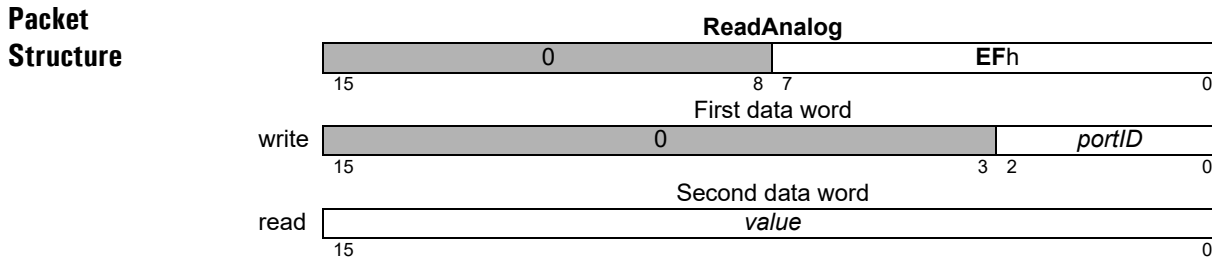 Packet
Structure
ReadAnalog
0 EFh
15 8 7 0
First data word
write 0 portID
15 3 2 0
Second data word
read value
15 0